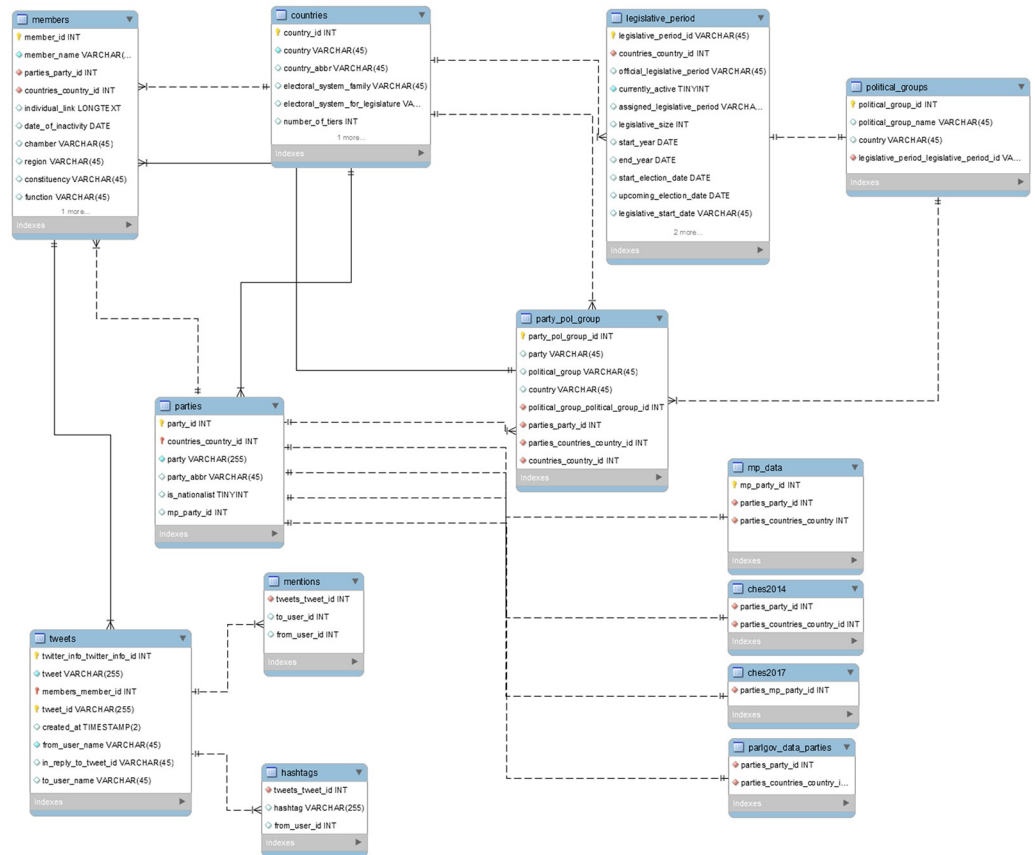 members
member_id INT
member_name VARCHAR(...
parties_party_id INT
countries_country_id INT
individual_link LONGTEXT
date_of_inactivity DATE
chamber VARCHAR(45)
region VARCHAR(45)
constituency VARCHAR(45)
function VARCHAR(45)
1 more...
Indexes
countries
country_id INT
country VARCHAR(45)
country_abbr VARCHAR(45)
electoral_system_family VARCHAR(45)
electoral_system_for_legislature VA...
number_of_tiers INT
1 more...
Indexes
legislative_period
legislative_period_id VARCHAR(45)
countries_country_id INT
official_legislative_period VARCHAR(45)
currently_active TINYINT
assigned_legislative_period VARCHA...
legislative_size INT
start_year DATE
end_year DATE
start_election_date DATE
upcoming_election_date DATE
legislative_start_date VARCHAR(45)
2 more...
Indexes
political_groups
political_group_id INT
political_group_name VARCHAR(45)
country VARCHAR(45)
legislative_period_legislative_period_id VA...
Indexes
party_pol_group
party_pol_group_id INT
party VARCHAR(45)
political_group VARCHAR(45)
country VARCHAR(45)
political_group_political_group_id INT
parties_party_id INT
parties_countries_country_id INT
countries_country_id INT
Indexes
parties
party_id INT
countries_country_id INT
party VARCHAR(255)
party_abbr VARCHAR(45)
is_nationalist TINYINT
mp_party_id INT
Indexes
mp_data
mp_party_id INT
parties_party_id INT
parties_countries_country INT
Indexes
ches2014
parties_party_id INT
parties_countries_country_id INT
Indexes
ches2017
parties_mp_party_id INT
Indexes
parlgov_data_parties
parties_party_id INT
parties_countries_country_i...
Indexes
mentions
tweets_tweet_id INT
to_user_id INT
from_user_id INT
Indexes
tweets
twitter_info_twitter_info_id INT
tweet VARCHAR(255)
members_member_id INT
tweet_id VARCHAR(255)
created_at TIMESTAMP(2)
from_user_name VARCHAR(45)
in_reply_to_tweet_id VARCHAR(45)
to_user_name VARCHAR(45)
Indexes
hashtags
tweets_tweet_id INT
hashtag VARCHAR(255)
from_user_id INT
Indexes